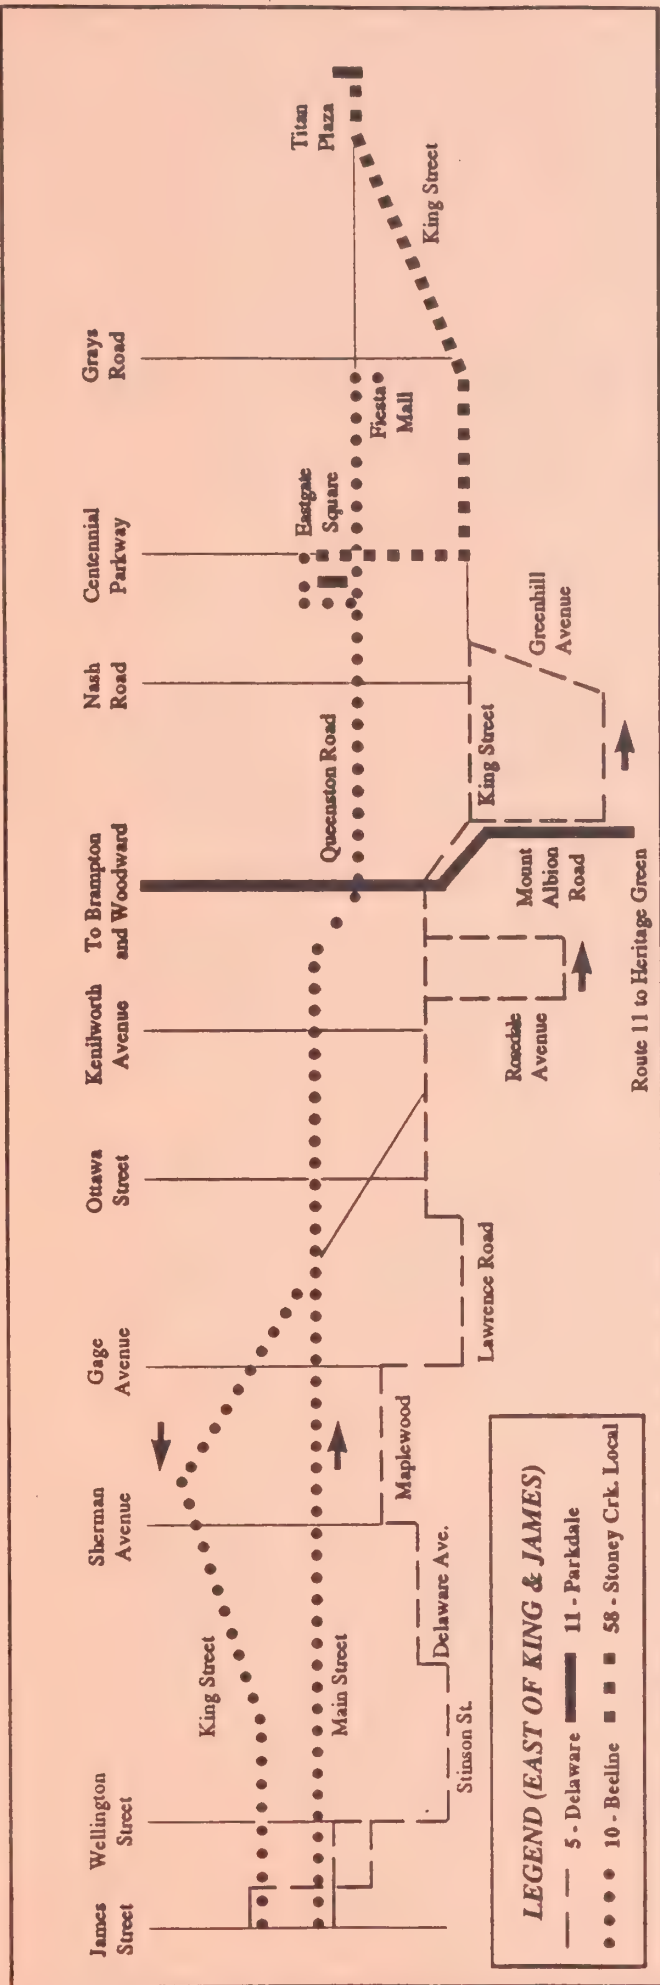 James
Street
Wellington
Street
Sherman
Avenue
Gage
Avenue
Ottawa
Street
Kenilworth
Avenue
To Brampton
and Woodward
Nash
Road
Centennial
Parkway
Grays
Road
Titan
Plaza
King Street
Main Street
Queenston Road
Eastgate
Square
Fiesta
Mall
King Street
Stinson St.
Delaware Ave.
Maplewood
Lawrence Road
Rosedale
Avenue
Mount
Albion
Road
King Street
Greenhill
Avenue
Route 11 to Heritage Green
LEGEND (EAST OF KING & JAMES)
5 - Delaware
11 - Parkdale
10 - Beeline
58 - Stoney Crk. Local